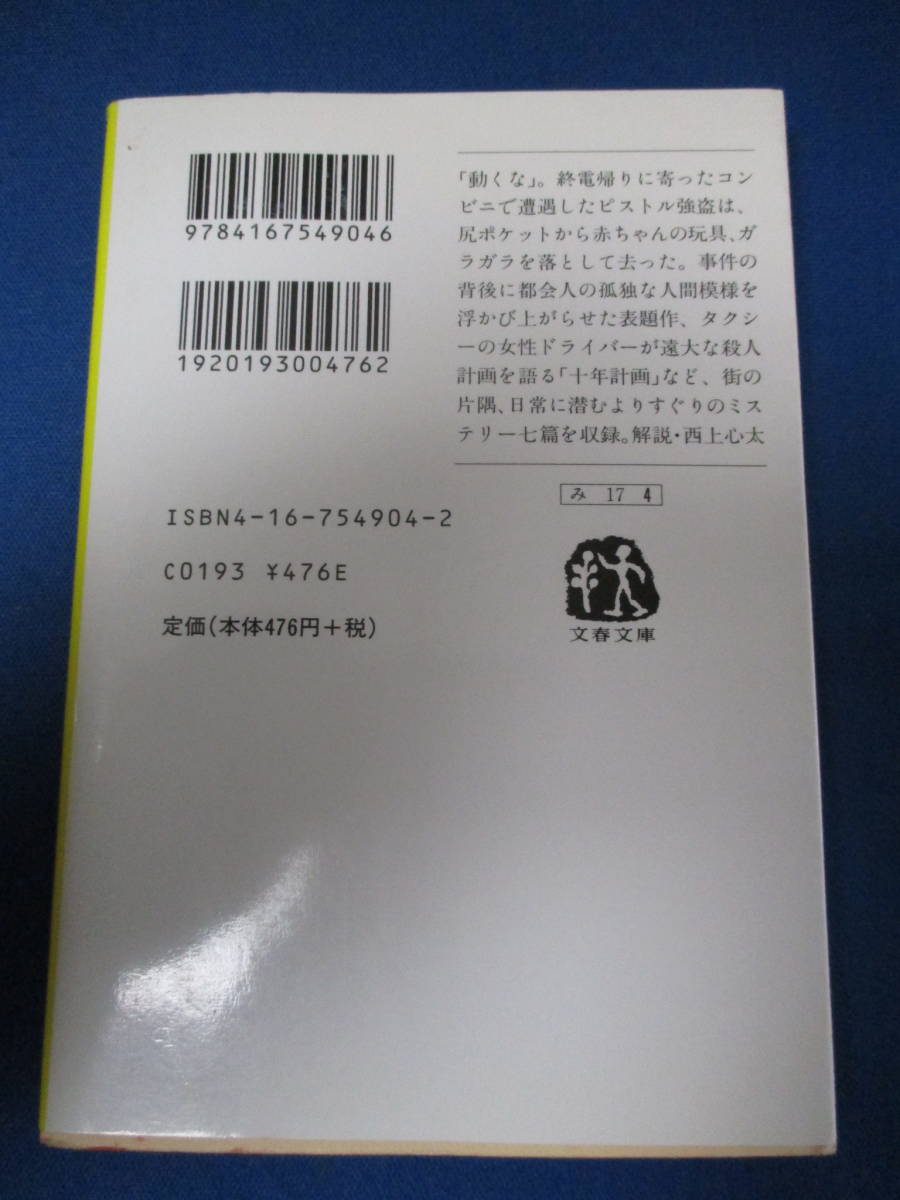 9784167549046
1920193004762
「動くな」。終電帰りに寄ったコン
ビニで遭遇したピストル強盗は、
尻ポケットから赤ちゃんの玩具、ガ
ラガラを落として去った。事件の
背後に都会人の孤独な人間模様を
浮かび上がらせた表題作、タクシ
ーの女性ドライバーが遠大な殺人
計画を語る「十年計画」など、街の
片隅、日常に潜むよりすぐりのミス
テリー七篇を収録。解説・西上心太
み 17 4
ISBN4-16-754904-2
C0193 ¥476E
定価(本体476円+税)
文春文庫